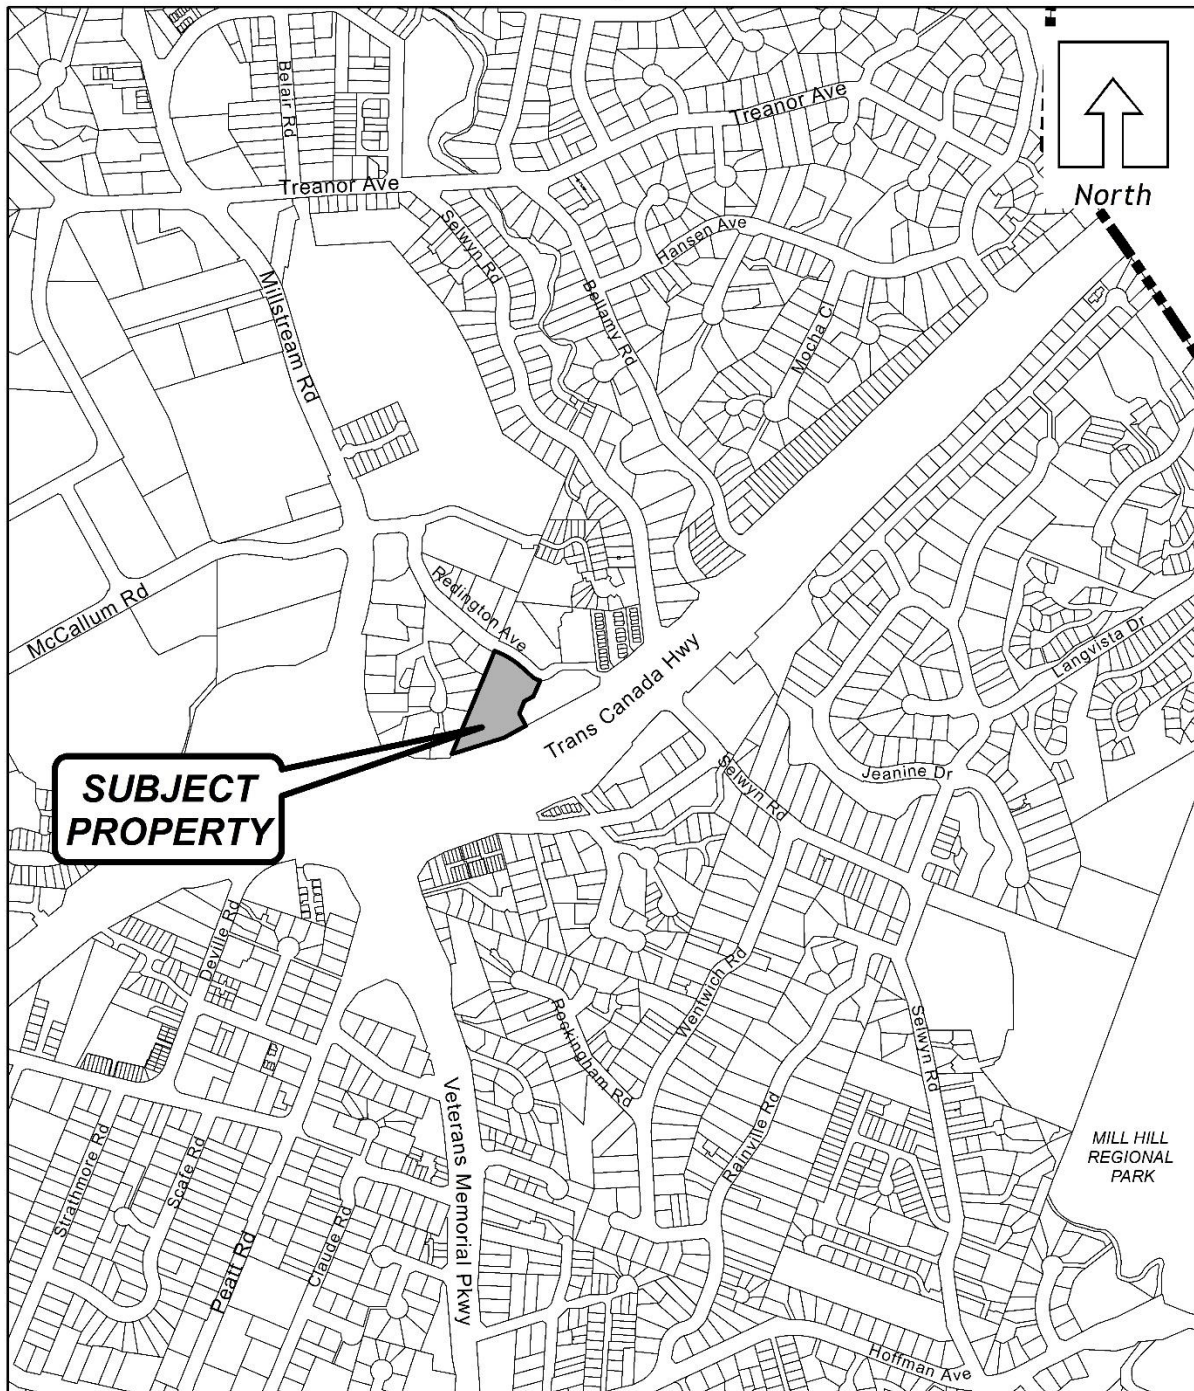 Belair Rd
Treanor Ave
North
Treanor Ave
Selwyn Rd
Hansen Ave
Millstream Rd
Bellamy Rd
Mocha Cl
McCallum Rd
Redington Ave
Langvista Dr
Trans Canada Hwy
SUBJECT
PROPERTY
Jeanine Dr
Selwyn Rd
Deville Rd
Wentwich Rd
Rockingham Rd
Selwyn Rd
Veterans Memorial Pkwy
Rainville Rd
Strathmore Rd
Scafe Rd
MILL HILL
REGIONAL
PARK
Peatt Rd
Claude Rd
Hoffman Ave